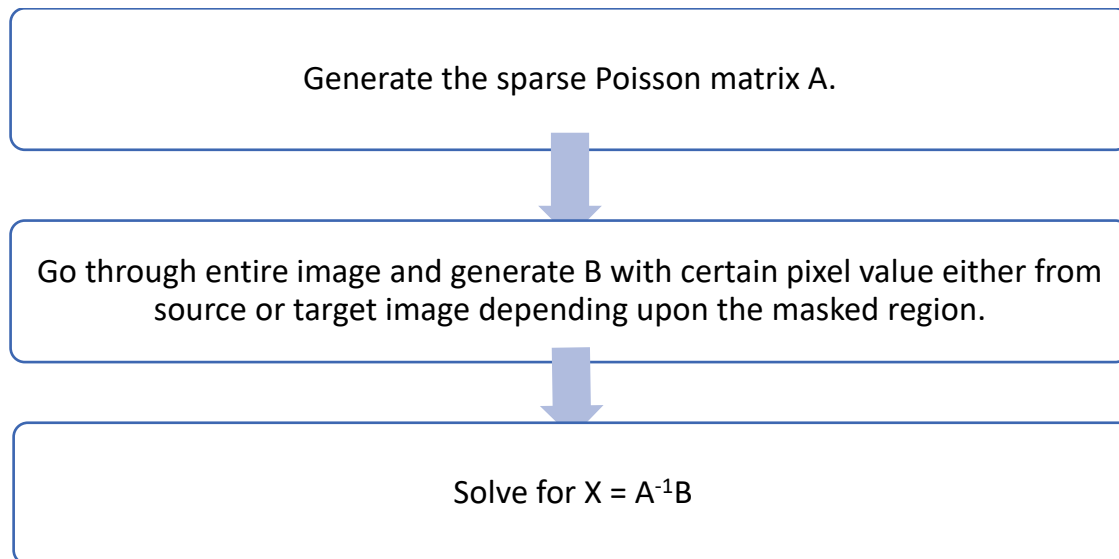 Generate the sparse Poisson matrix A.
Go through entire image and generate B with certain pixel value either from
source or target image depending upon the masked region.
Solve for X = A⁻¹B